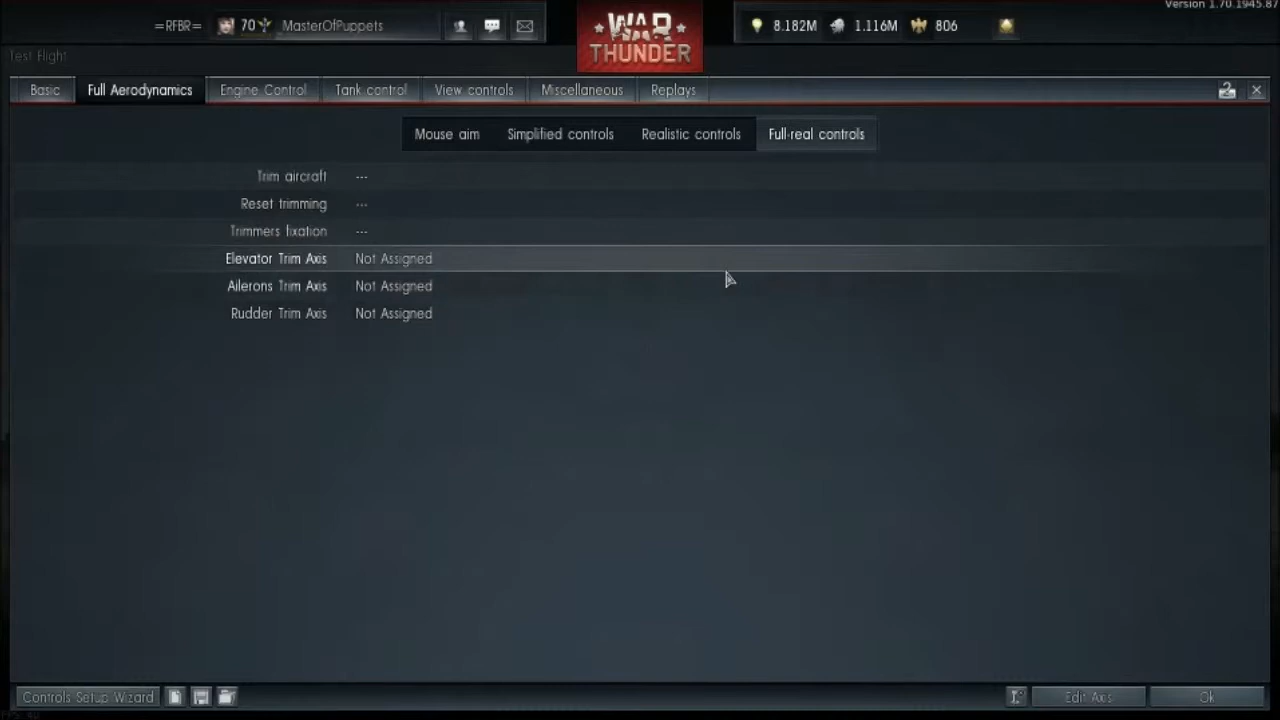 Version 1.70.1945.87
=RFBR= 70 MasterOfPuppets
WAR THUNDER
8.182M 1.116M 806
Test Flight
Basic Full Aerodynamics Engine Control Tank control View controls Miscellaneous Replays
Mouse aim Simplified controls Realistic controls Full-real controls
Trim aircraft ---
Reset trimming ---
Trimmers fixation ---
Elevator Trim Axis Not Assigned
Ailerons Trim Axis Not Assigned
Rudder Trim Axis Not Assigned
Controls Setup Wizard Edit Axis Ok